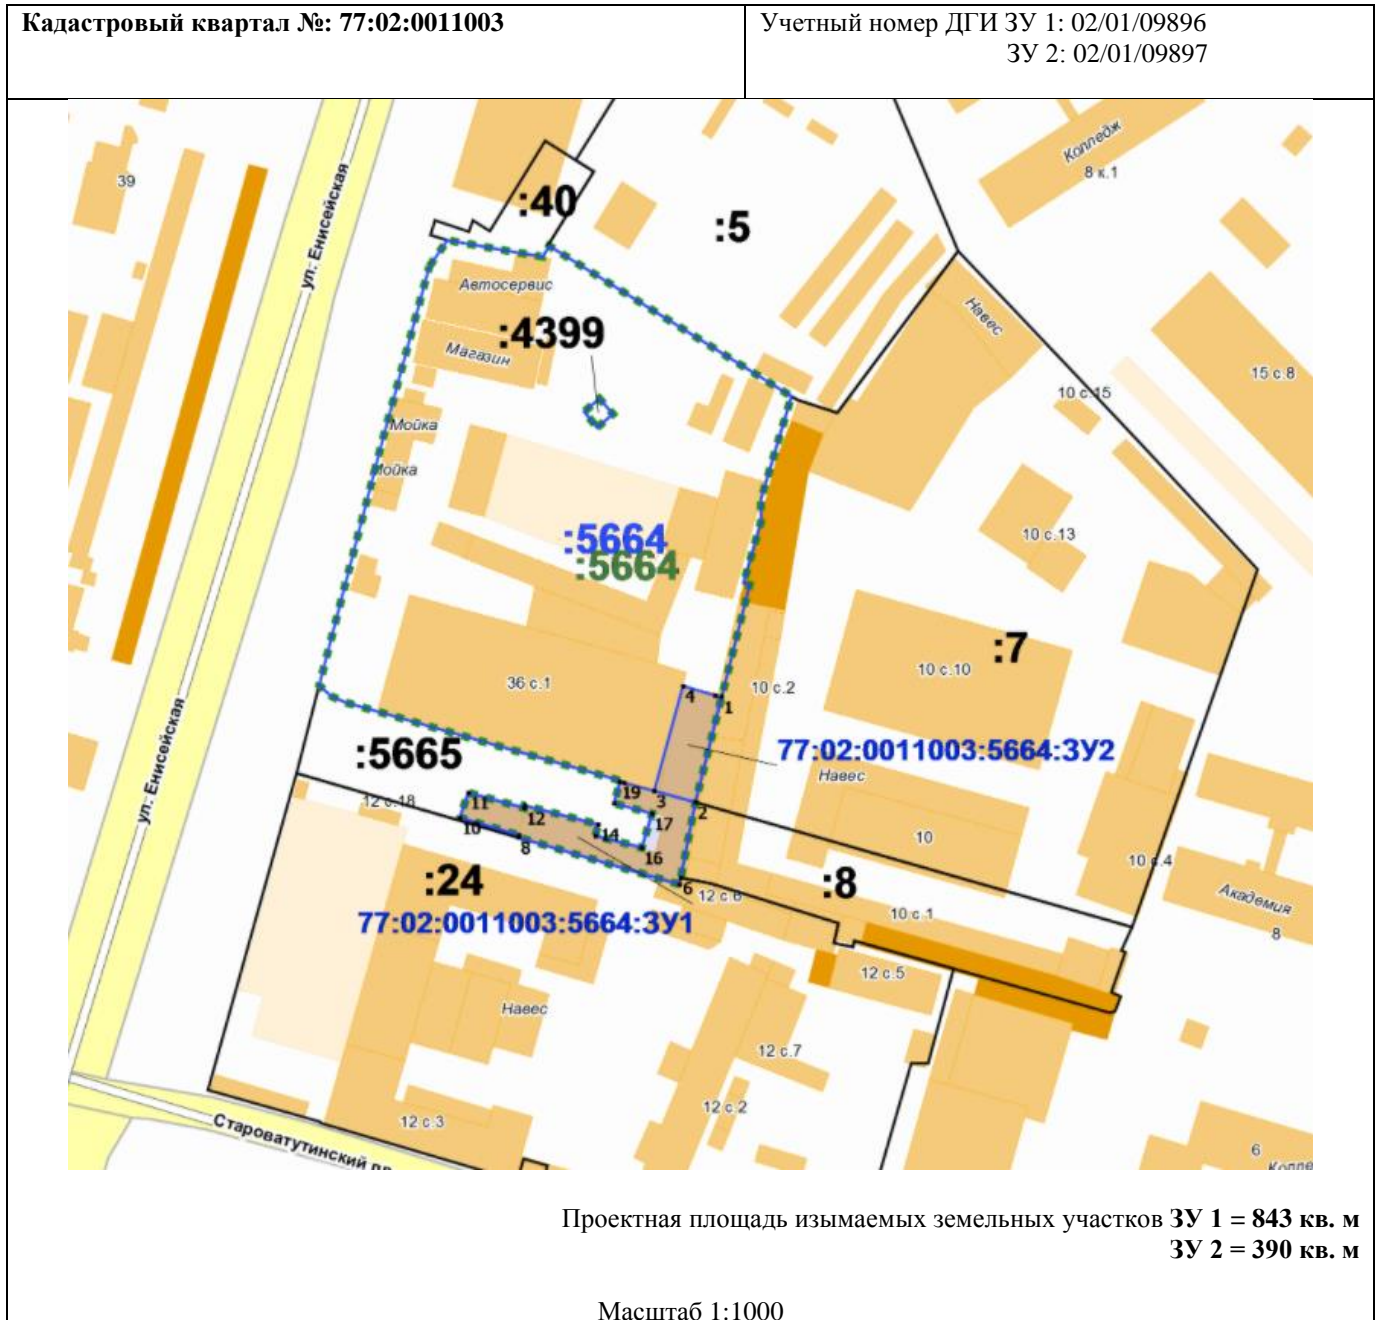 Кадастровый квартал №: 77:02:0011003
Учетный номер ДГИ ЗУ 1: 02/01/09896
ЗУ 2: 02/01/09897
Колледж
8 к.1
39
:40
:5
ул. Енисейская
Автосервис
Навес
:4399
Магазин
15 с.8
10 с.15
Мойка
Мойка
:5664
:5664
10 с.13
:7
10 с.10
36 с.1
4
1
10 с.2
:5665
77:02:0011003:5664:ЗУ2
Навес
ул. Енисейская
19
3
2
12 с.18
11
12
17
10
14
8
16
10
10 с.4
:24
6
12 с.6
:8
Академия
8
77:02:0011003:5664:ЗУ1
10 с.1
12 с.5
Навес
12 с.7
12 с.2
12 с.3
Староватутинский пр
6
Колле
Проектная площадь изымаемых земельных участков ЗУ 1 = 843 кв. м
ЗУ 2 = 390 кв. м
Масштаб 1:1000